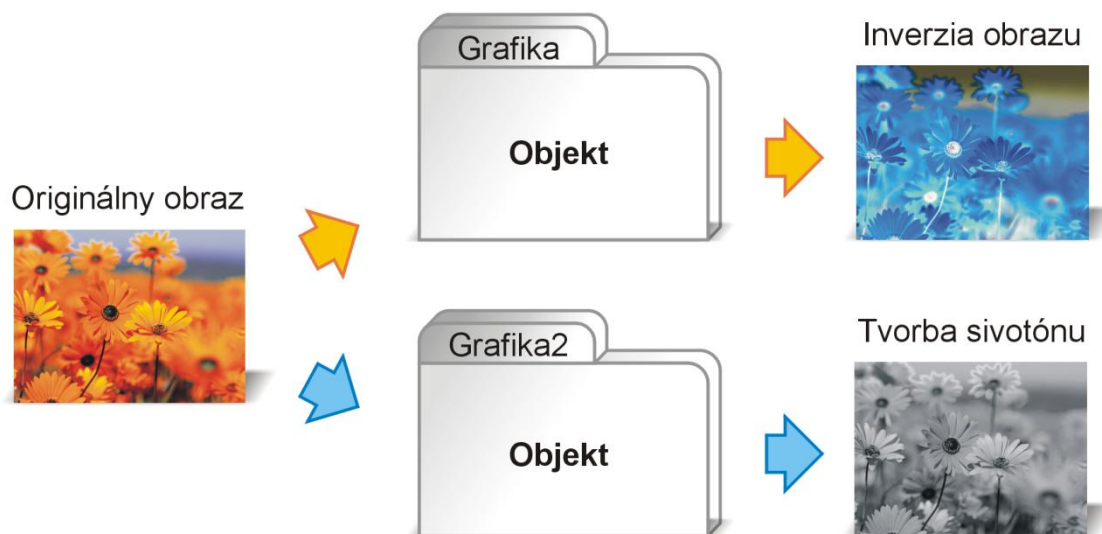 Originálny obraz
Grafika
Objekt
Inverzia obrazu
Grafika2
Objekt
Tvorba sivotónu